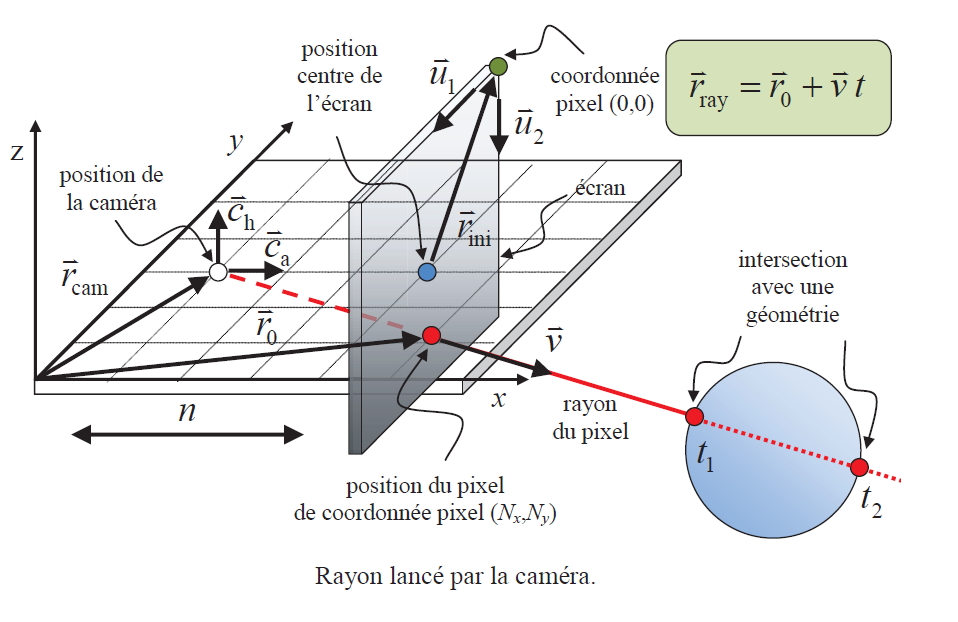 position
centre de
l'écran
u⃗₁
coordonnée
pixel (0,0)
r⃗ray = r⃗₀ + v⃗ t
u⃗₂
z
y
position de
la caméra
écran
c⃗h
r⃗ini
c⃗a
r⃗cam
intersection
avec une
géométrie
r⃗₀
v⃗
n
x
rayon
du pixel
t₁
t₂
position du pixel
de coordonnée pixel (Nx,Ny)
Rayon lancé par la caméra.